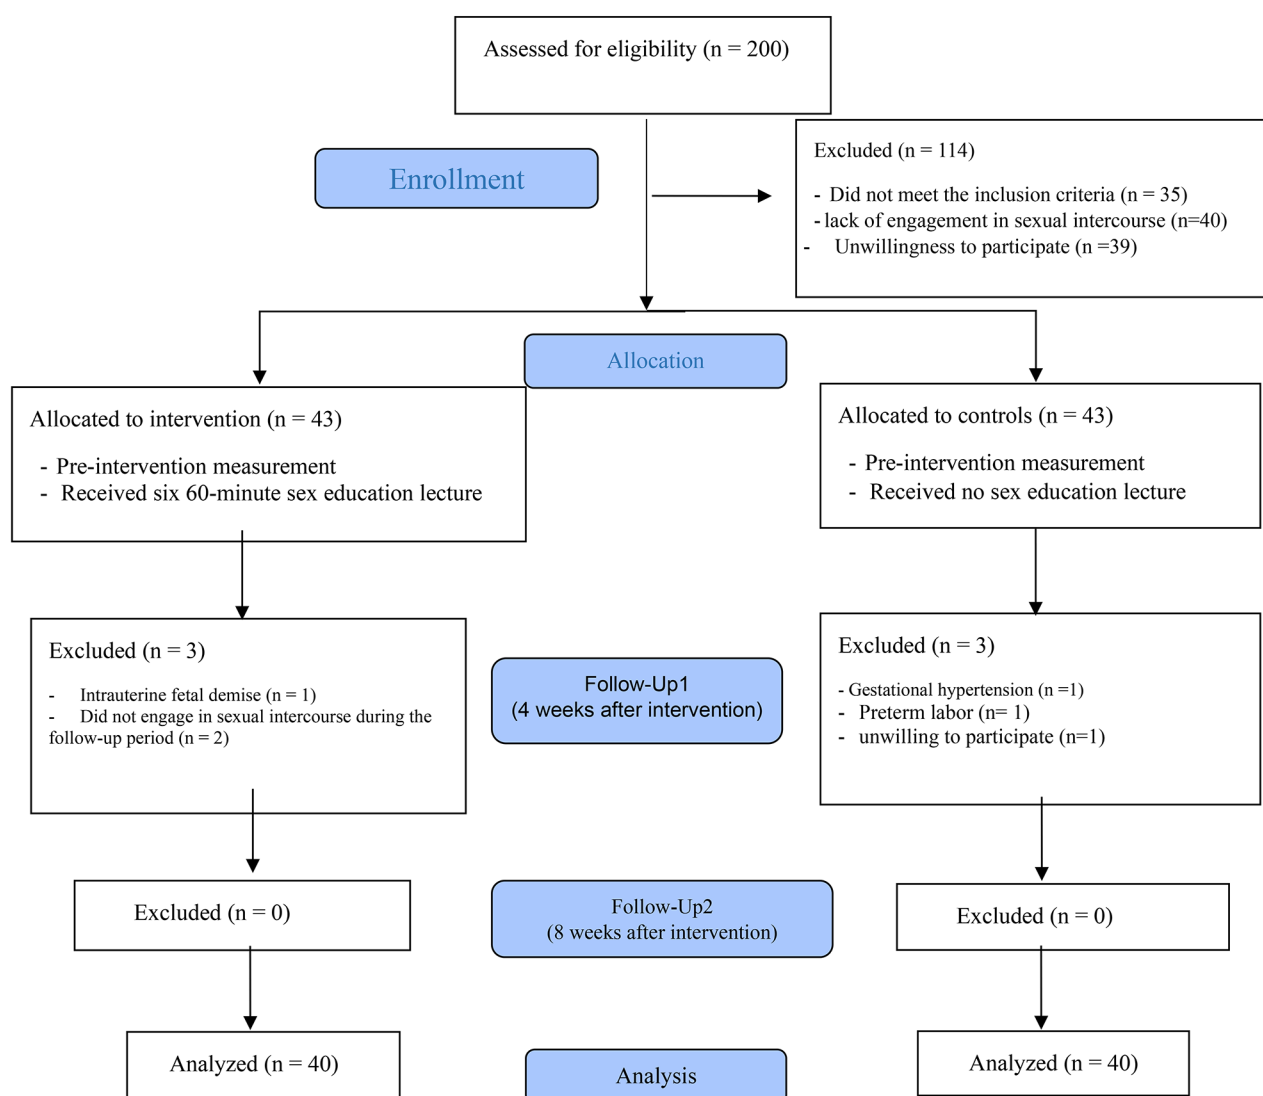 Assessed for eligibility (n = 200)
Enrollment
Excluded (n = 114)
- Did not meet the inclusion criteria (n = 35)
- lack of engagement in sexual intercourse (n=40)
- Unwillingness to participate (n =39)
Allocation
Allocated to intervention (n = 43)
- Pre-intervention measurement
- Received six 60-minute sex education lecture
Allocated to controls (n = 43)
- Pre-intervention measurement
- Received no sex education lecture
Excluded (n = 3)
- Intrauterine fetal demise (n = 1)
- Did not engage in sexual intercourse during the
follow-up period (n = 2)
Follow-Up1
(4 weeks after intervention)
Excluded (n = 3)
- Gestational hypertension (n =1)
- Preterm labor (n= 1)
- unwilling to participate (n=1)
Excluded (n = 0)
Follow-Up2
(8 weeks after intervention)
Excluded (n = 0)
Analyzed (n = 40)
Analysis
Analyzed (n = 40)